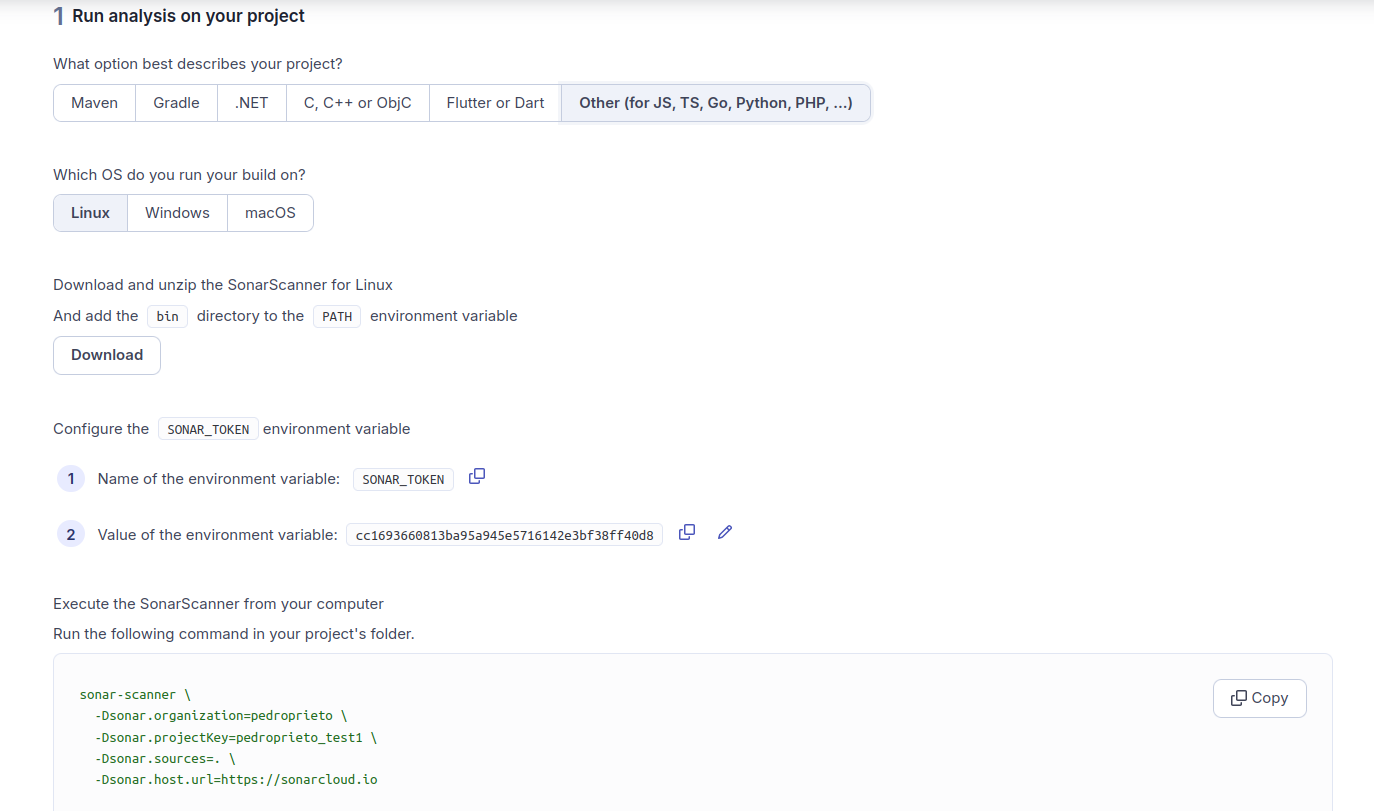 1 Run analysis on your project
What option best describes your project?
Maven Gradle .NET C, C++ or ObjC Flutter or Dart Other (for JS, TS, Go, Python, PHP, ...)
Which OS do you run your build on?
Linux Windows macOS
Download and unzip the SonarScanner for Linux
And add the bin directory to the PATH environment variable
Download
Configure the SONAR_TOKEN environment variable
1 Name of the environment variable: SONAR_TOKEN
2 Value of the environment variable: cc1693660813ba95a945e5716142e3bf38ff40d8
Execute the SonarScanner from your computer
Run the following command in your project's folder.
sonar-scanner \
Copy
-Dsonar.organization=pedroprieto \
-Dsonar.projectKey=pedroprieto_test1 \
-Dsonar.sources=. \
-Dsonar.host.url=https://sonarcloud.io